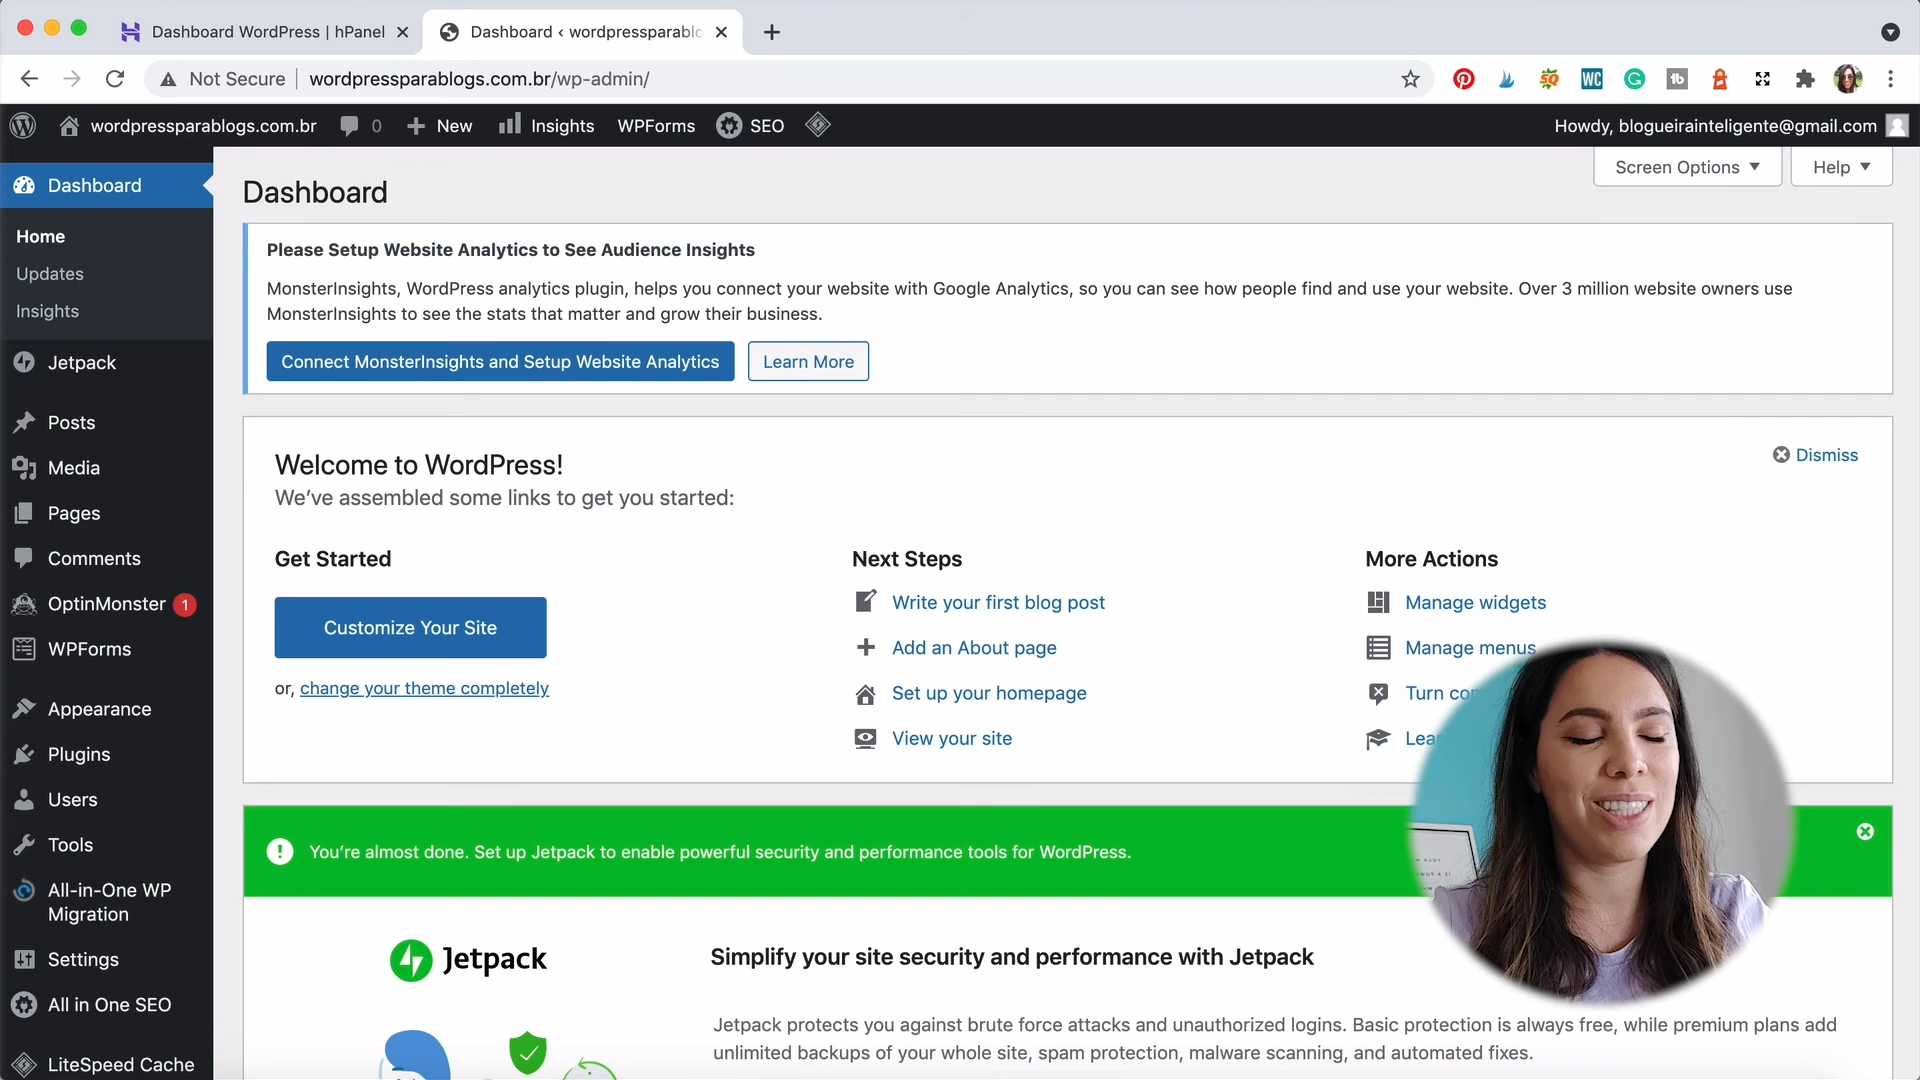 Dashboard WordPress | hPanel
Dashboard ‹ wordpressparablo
Not Secure
wordpressparablogs.com.br/wp-admin/
wordpressparablogs.com.br
0
New
Insights
WPForms
SEO
Howdy, blogueirainteligente@gmail.com
Screen Options
Help
Dashboard
Home
Updates
Insights
Jetpack
Posts
Media
Pages
Comments
OptinMonster 1
WPForms
Appearance
Plugins
Users
Tools
All-in-One WP
Migration
Settings
All in One SEO
LiteSpeed Cache
Dashboard
Please Setup Website Analytics to See Audience Insights
MonsterInsights, WordPress analytics plugin, helps you connect your website with Google Analytics, so you can see how people find and use your website. Over 3 million website owners use
MonsterInsights to see the stats that matter and grow their business.
Connect MonsterInsights and Setup Website Analytics
Learn More
Welcome to WordPress!
Dismiss
We've assembled some links to get you started:
Get Started
Customize Your Site
or, change your theme completely
Next Steps
Write your first blog post
Add an About page
Set up your homepage
View your site
More Actions
Manage widgets
Manage menus
Turn
You're almost done. Set up Jetpack to enable powerful security and performance tools for WordPress.
Jetpack
Simplify your site security and performance with Jetpack
Jetpack protects you against brute force attacks and unauthorized logins. Basic protection is always free, while premium plans add
unlimited backups of your whole site, spam protection, malware scanning, and automated fixes.